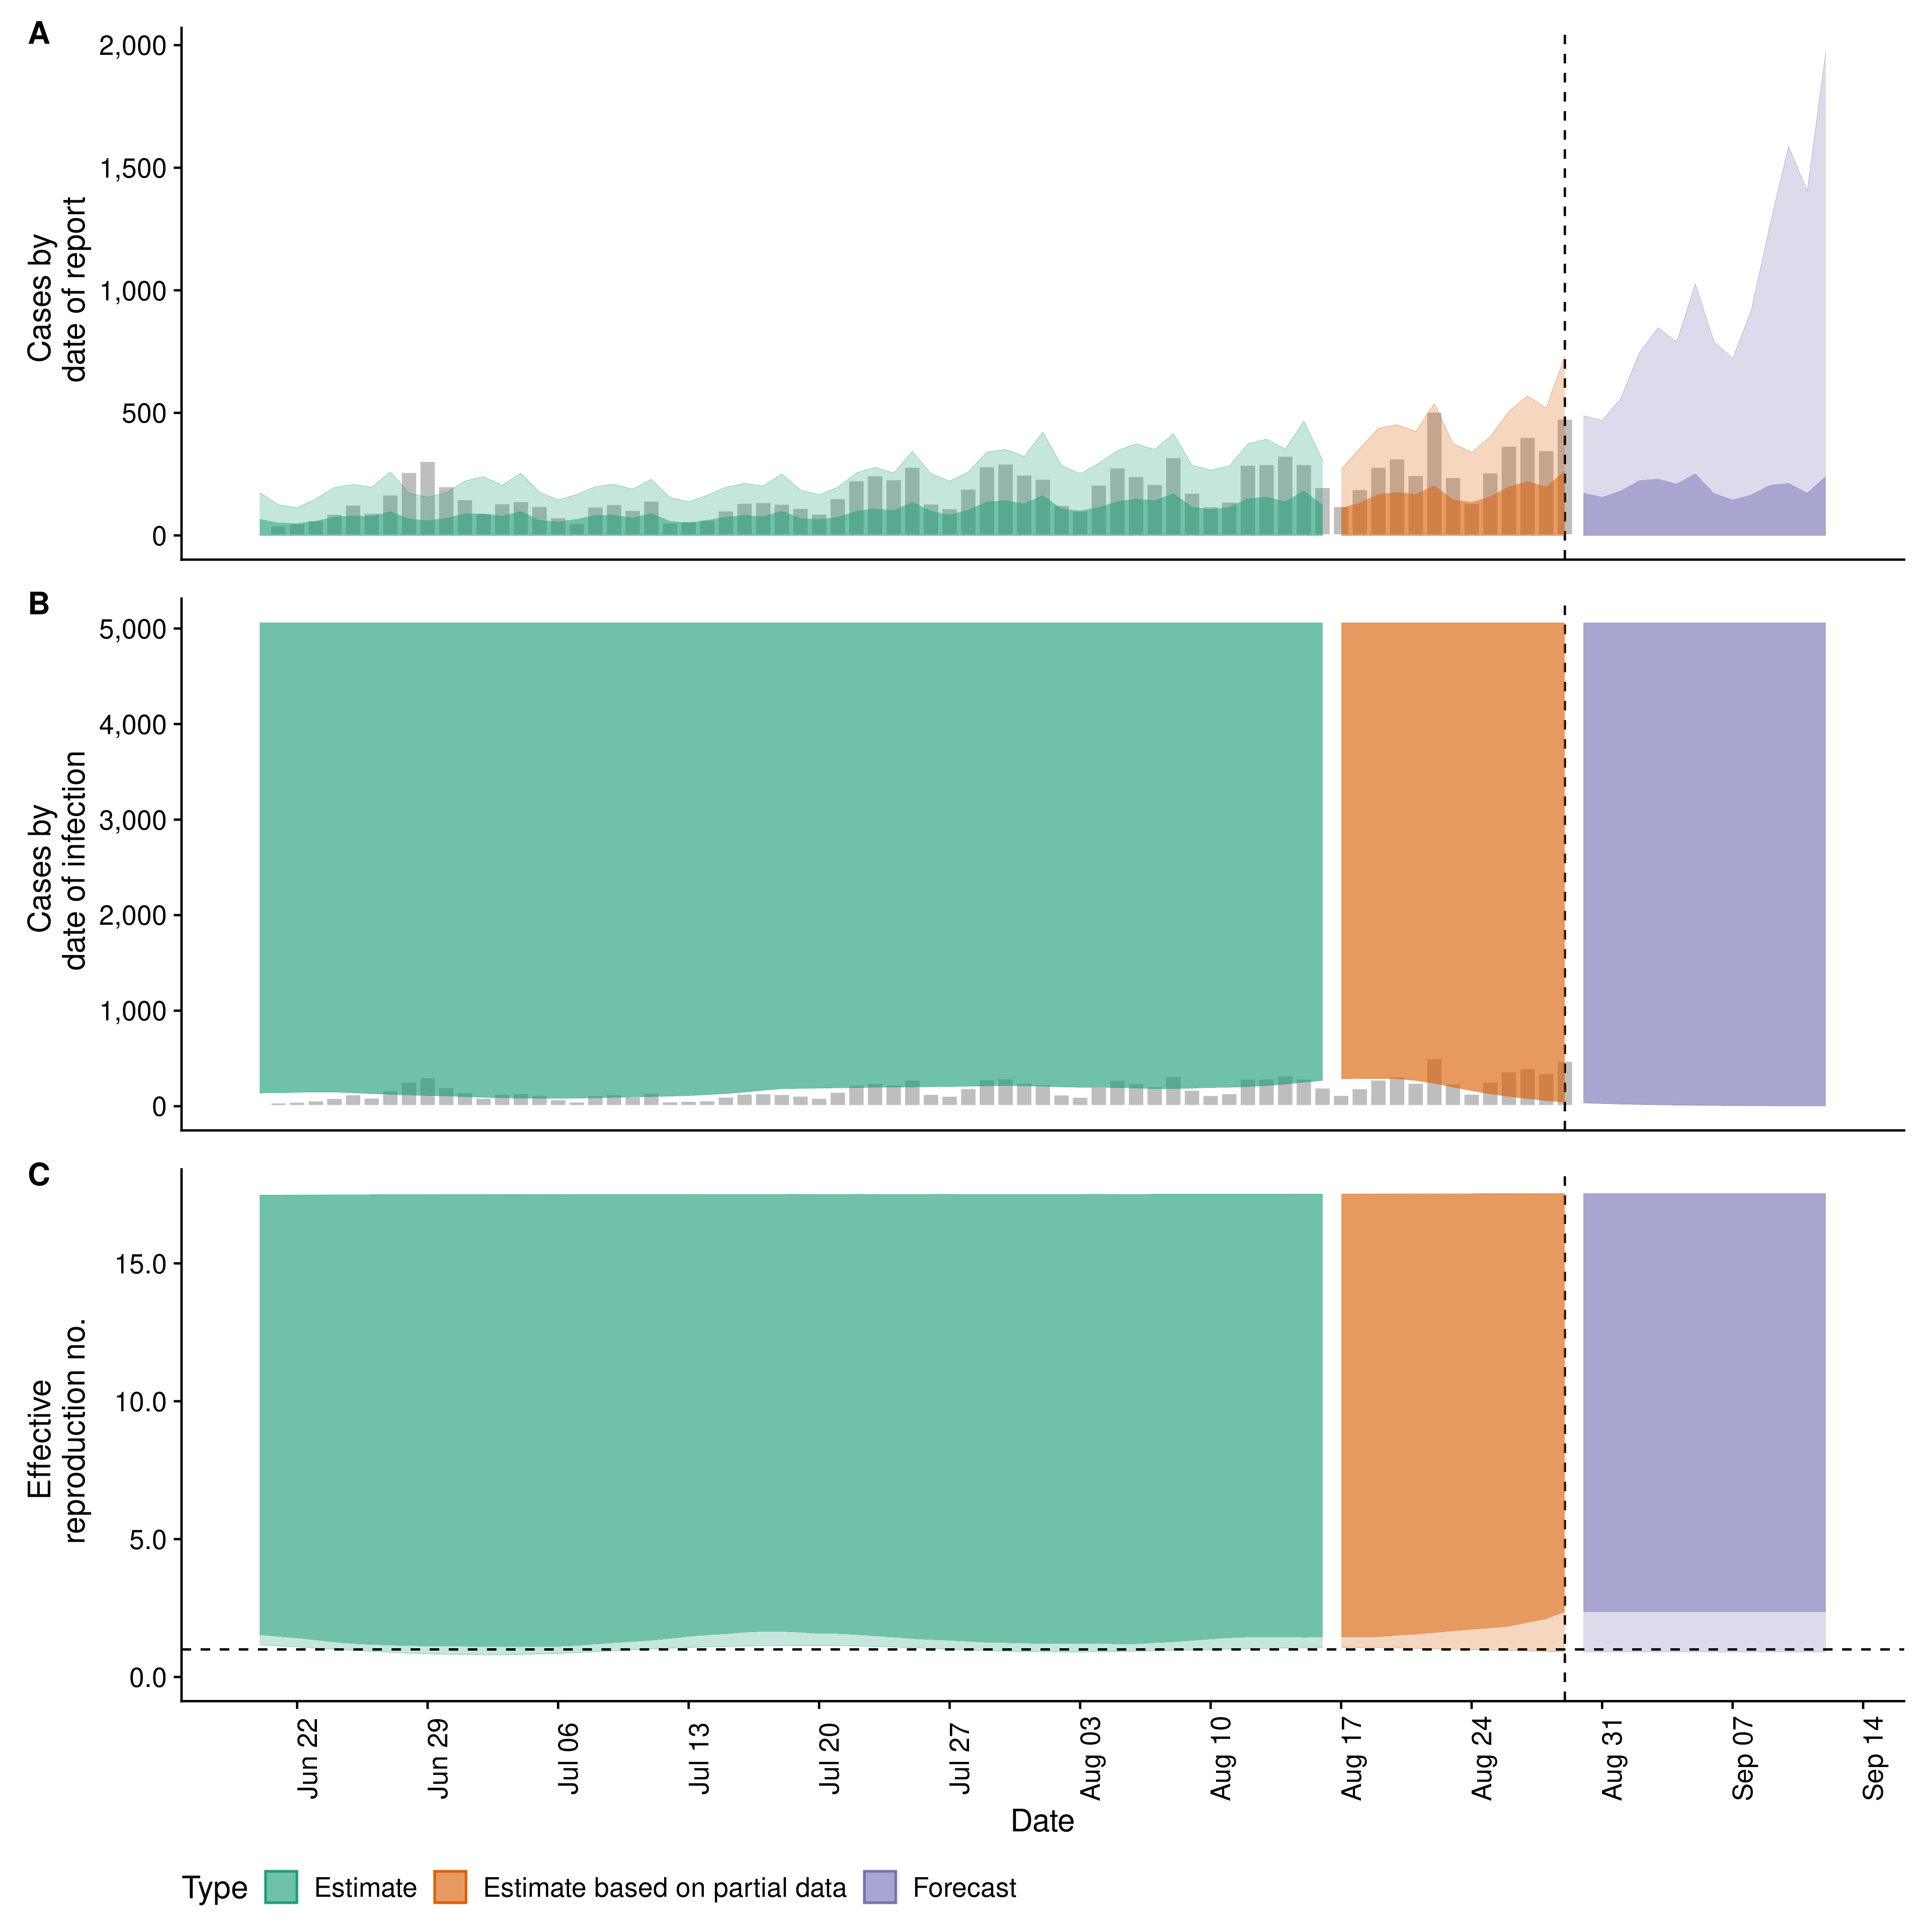 A
2,000
1,500
1,000
500
0
Cases by
date of report
B
5,000
4,000
3,000
2,000
1,000
0
Cases by
date of infection
C
15.0
10.0
5.0
0.0
Effective
reproduction no.
Jun 22
Jun 29
Jul 06
Jul 13
Jul 20
Jul 27
Aug 03
Aug 10
Aug 17
Aug 24
Aug 31
Sep 07
Sep 14
Date
Type Estimate Estimate based on partial data Forecast